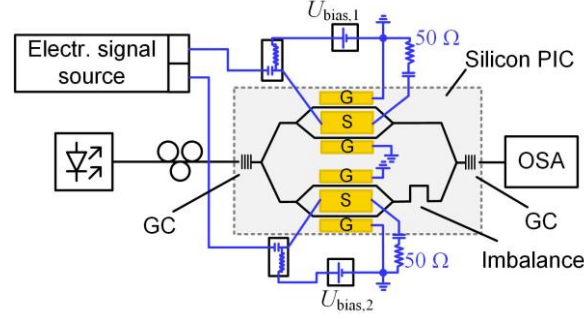 U_bias,1
50 Ω
Electr. signal
source
Silicon PIC
G
S
G
OSA
G
S
G
GC
GC
50 Ω
Imbalance
U_bias,2